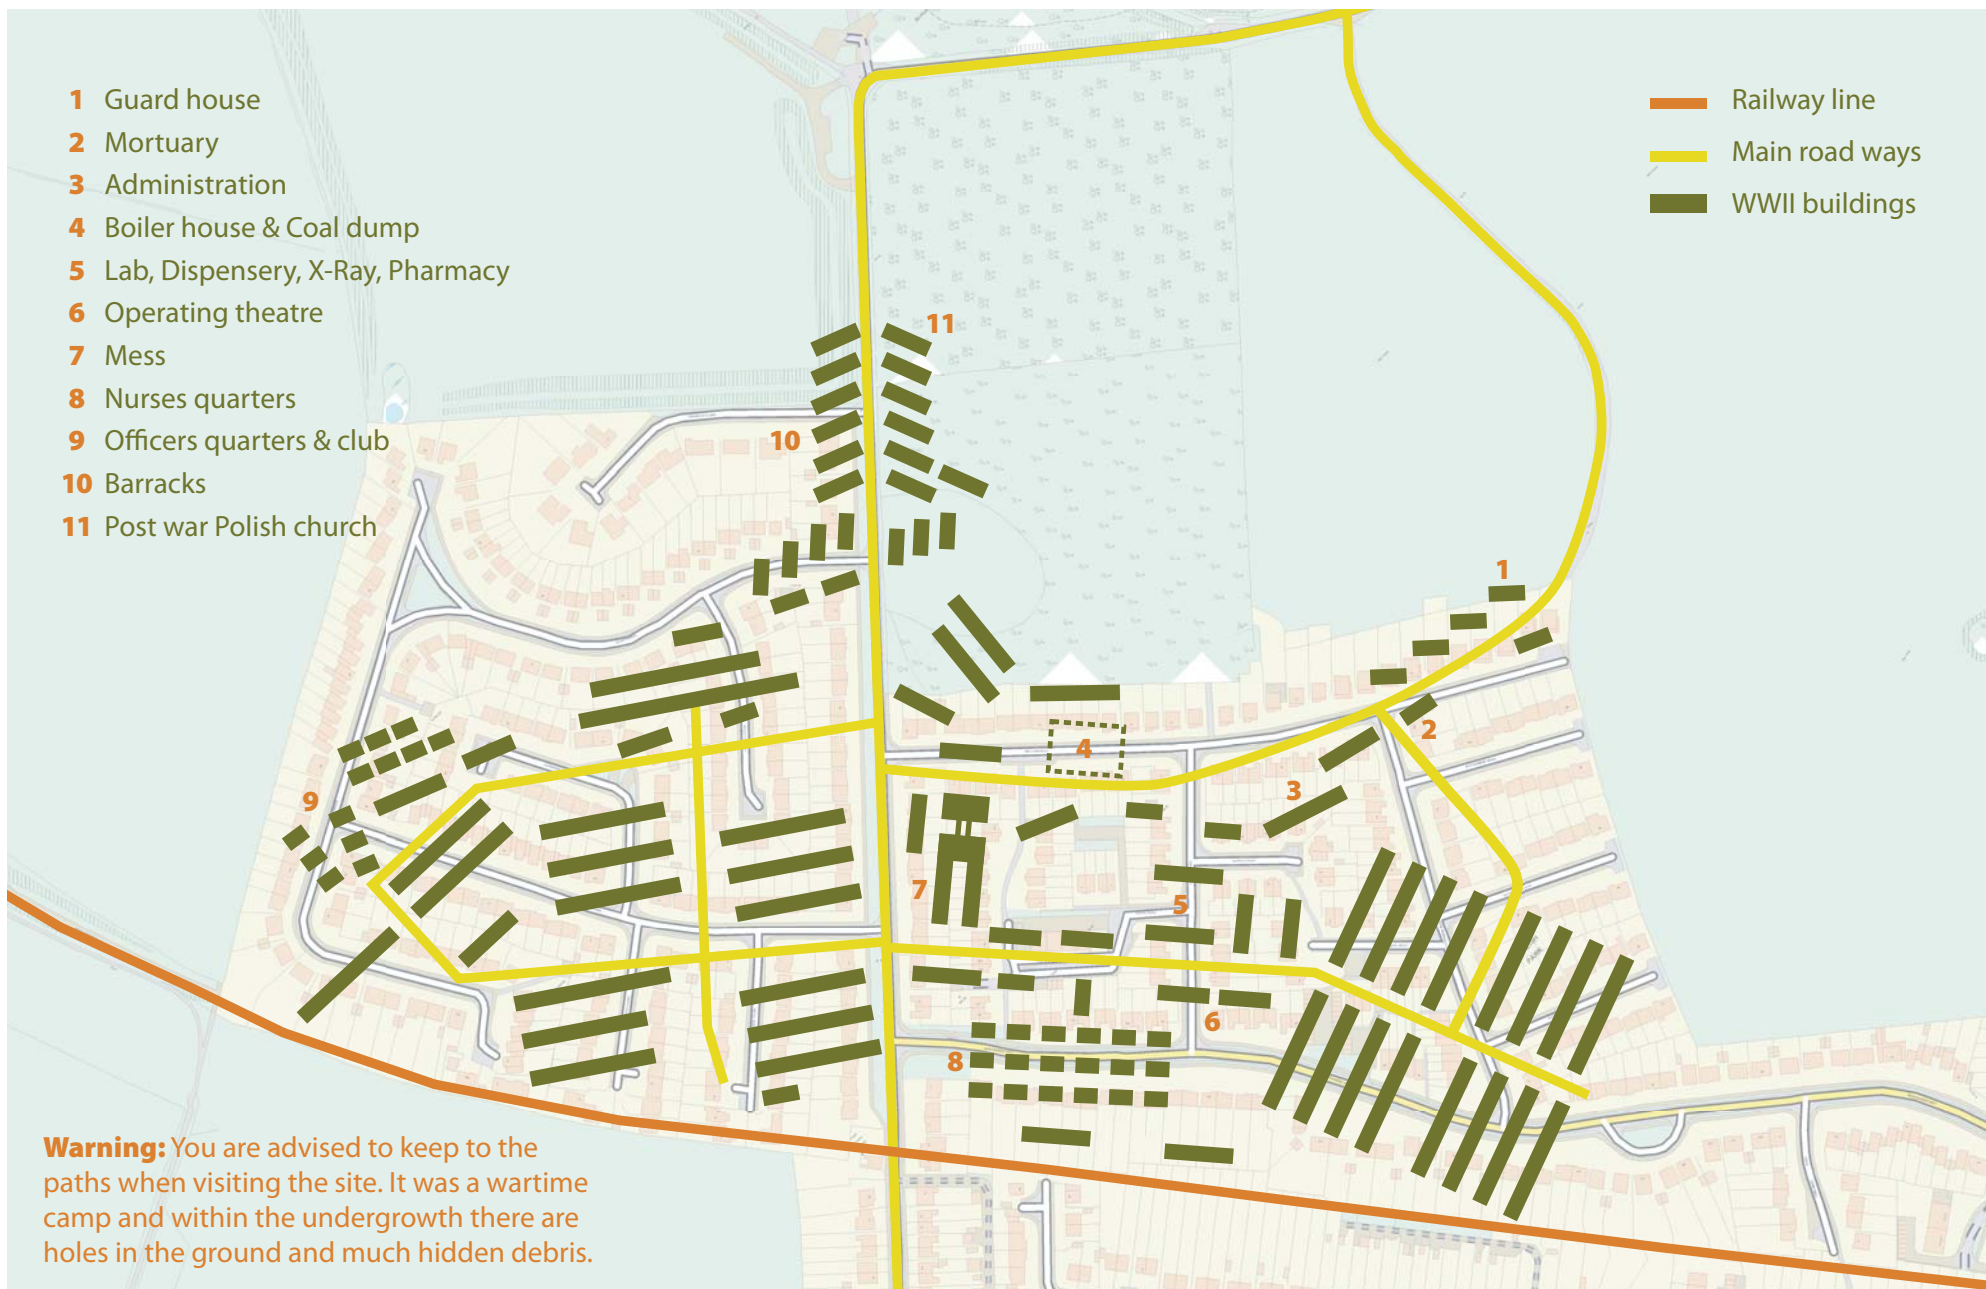 1 Guard house
2 Mortuary
3 Administration
4 Boiler house & Coal dump
5 Lab, Dispensery, X-Ray, Pharmacy
6 Operating theatre
7 Mess
8 Nurses quarters
9 Officers quarters & club
10 Barracks
11 Post war Polish church
Railway line
Main road ways
WWII buildings
11
10
1
2
4
3
9
7
5
6
8
PARK
Warning: You are advised to keep to the
paths when visiting the site. It was a wartime
camp and within the undergrowth there are
holes in the ground and much hidden debris.